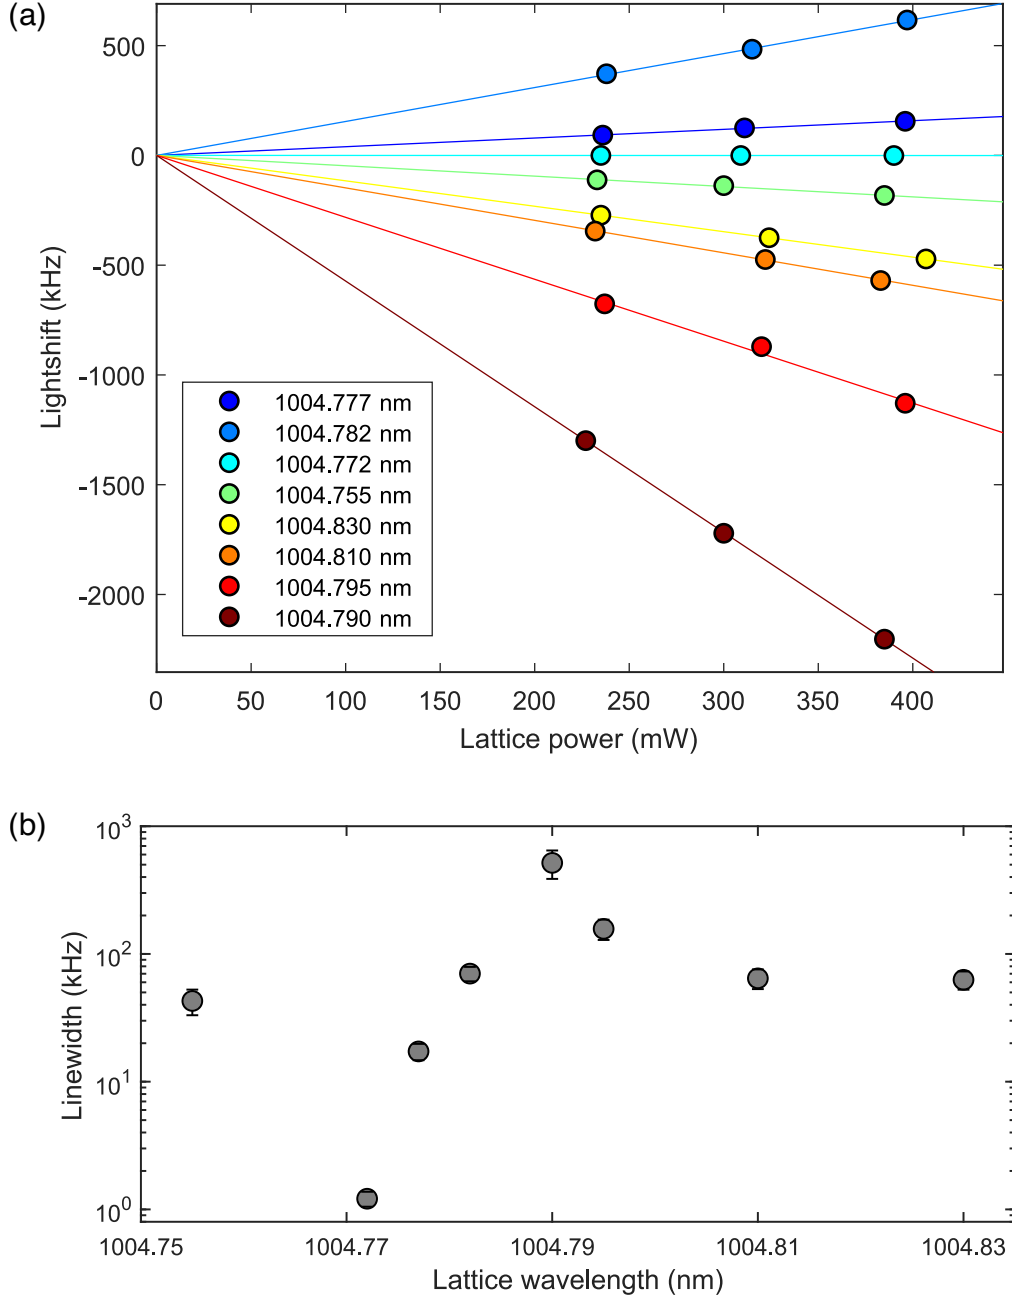 (a)
500
0
-500
-1000
-1500
-2000
Lightshift (kHz)
1004.777 nm
1004.782 nm
1004.772 nm
1004.755 nm
1004.830 nm
1004.810 nm
1004.795 nm
1004.790 nm
0 50 100 150 200 250 300 350 400
Lattice power (mW)
(b)
10³
10²
10¹
10⁰
Linewidth (kHz)
1004.75 1004.77 1004.79 1004.81 1004.83
Lattice wavelength (nm)